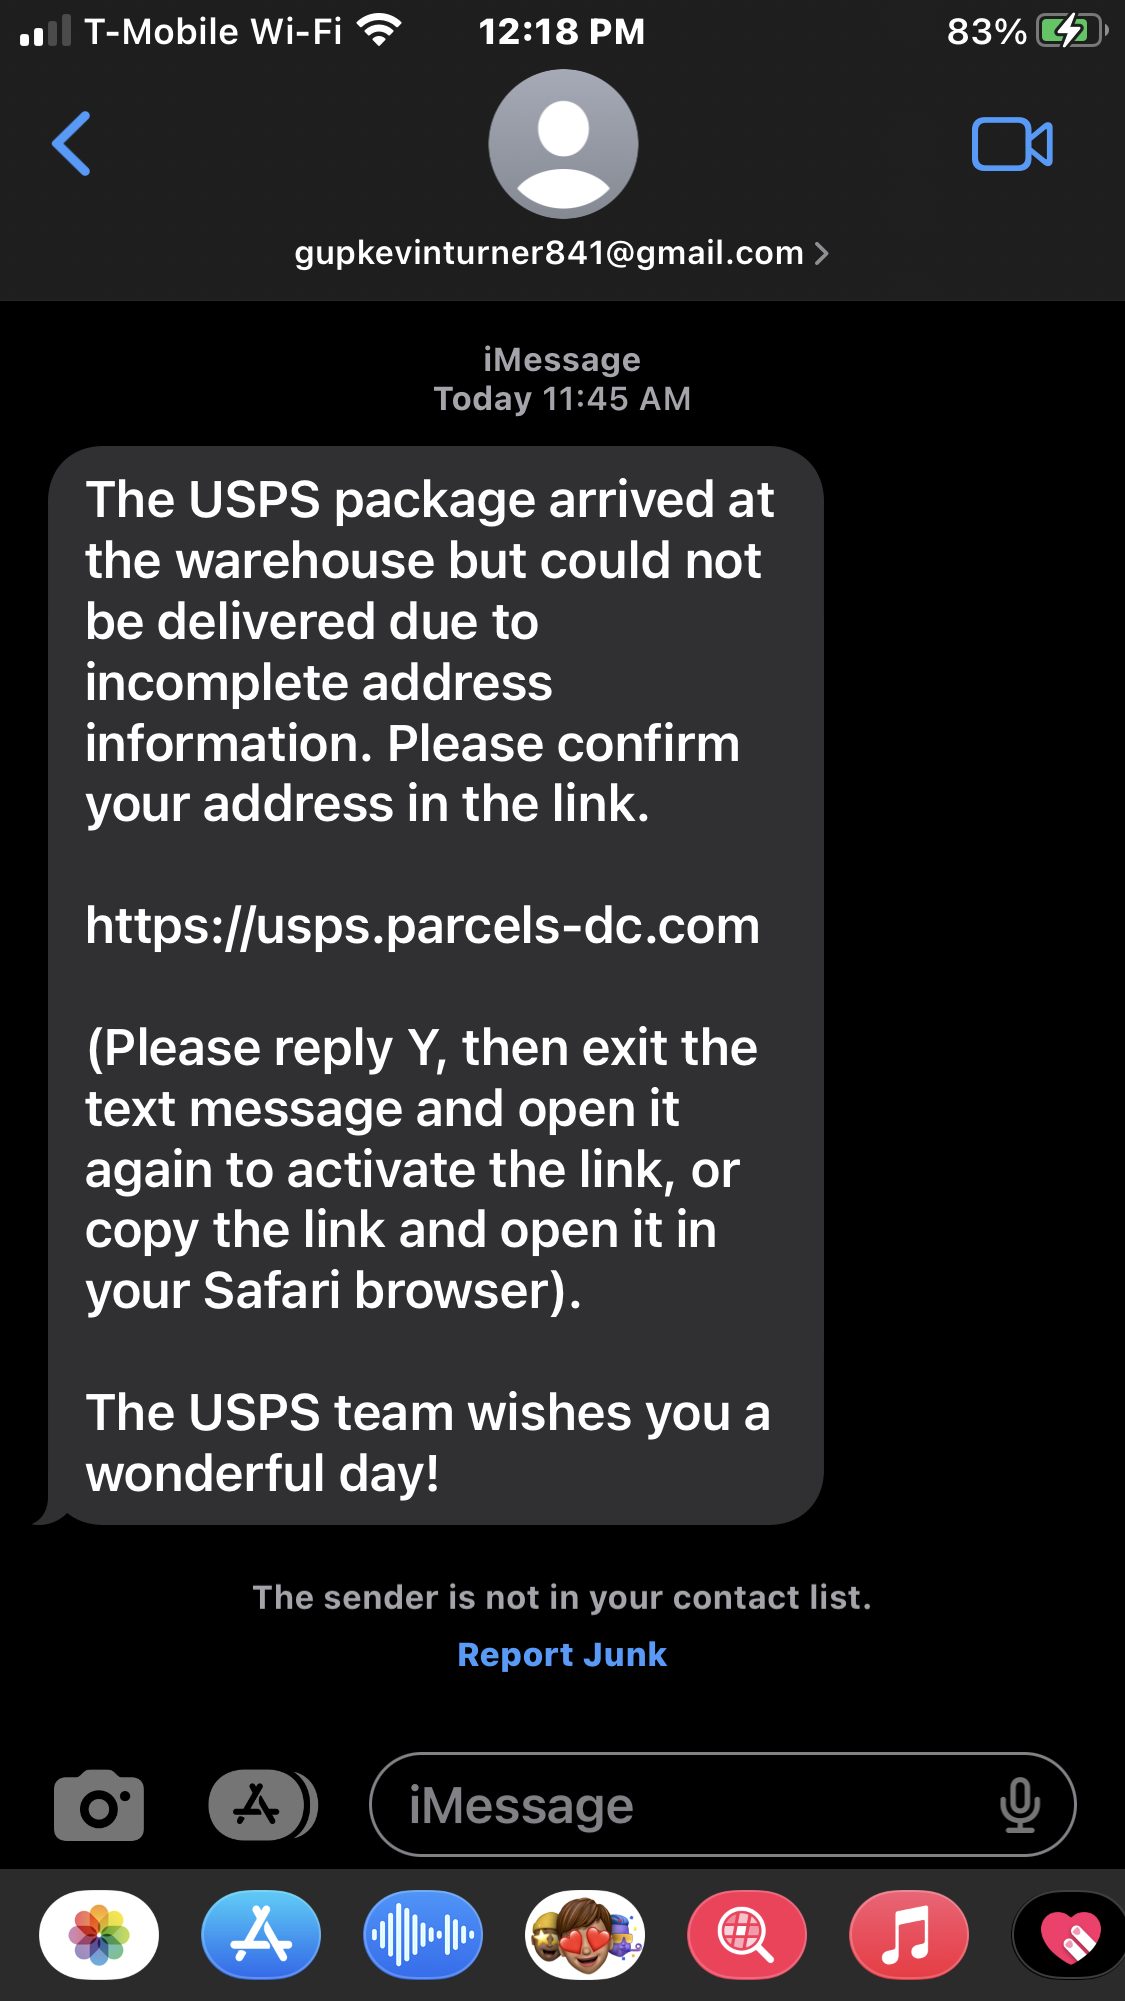 T-Mobile Wi-Fi 12:18 PM 83%
gupkevinturner841@gmail.com
iMessage
Today 11:45 AM
The USPS package arrived at
the warehouse but could not
be delivered due to
incomplete address
information. Please confirm
your address in the link.
https://usps.parcels-dc.com
(Please reply Y, then exit the
text message and open it
again to activate the link, or
copy the link and open it in
your Safari browser).
The USPS team wishes you a
wonderful day!
The sender is not in your contact list.
Report Junk
iMessage